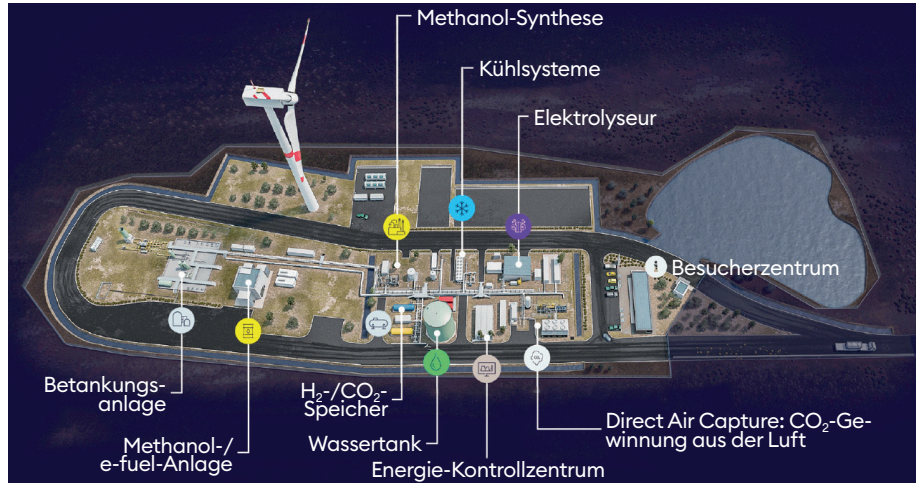 Methanol-Synthese
Kühlsysteme
Elektrolyseur
Besucherzentrum
Betankungs-
anlage
Methanol-/
e-fuel-Anlage
H₂-/CO₂-
Speicher
Wassertank
Energie-Kontrollzentrum
Direct Air Capture: CO₂-Ge-
winnung aus der Luft